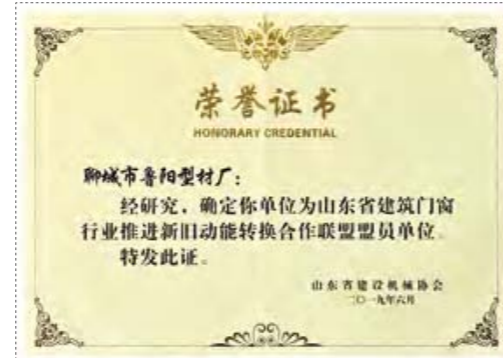 荣誉证书
HONORARY CREDENTIAL
聊城市鲁阳型材厂：
经研究，确定你单位为山东省建筑门窗
行业推进新旧动能转换合作联盟盟员单位。
特发此证。
山东省建设机械协会
二〇一九年六月